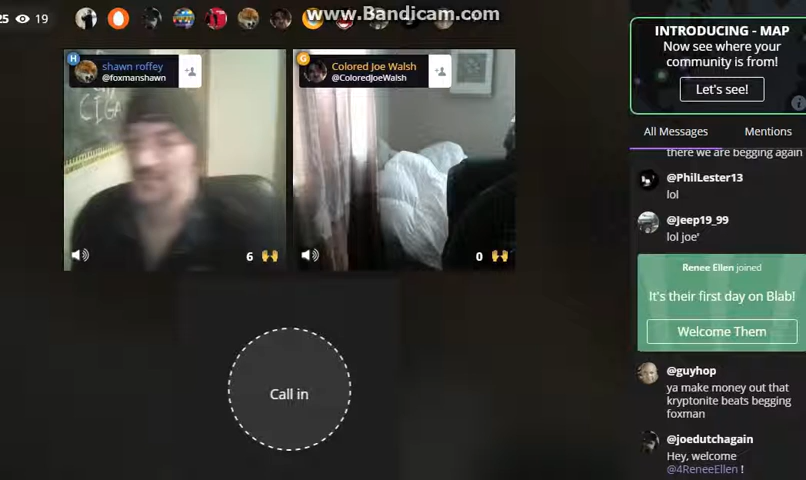 25 19
www.Bandicam.com
INTRODUCING - MAP
Now see where your
community is from!
Let's see!
H shawn roffey
@foxmanshawn
G Colored Joe Walsh
@ColoredJoeWalsh
CIGA
6
0
Call in
All Messages Mentions
there we are begging again
@PhilLester13
lol
@Jeep19_99
lol joe'
Renee Ellen joined
It's their first day on Blab!
Welcome Them
@guyhop
ya make money out that
kryptonite beats begging
foxman
@joedutchagain
Hey, welcome
@4ReneeEllen !